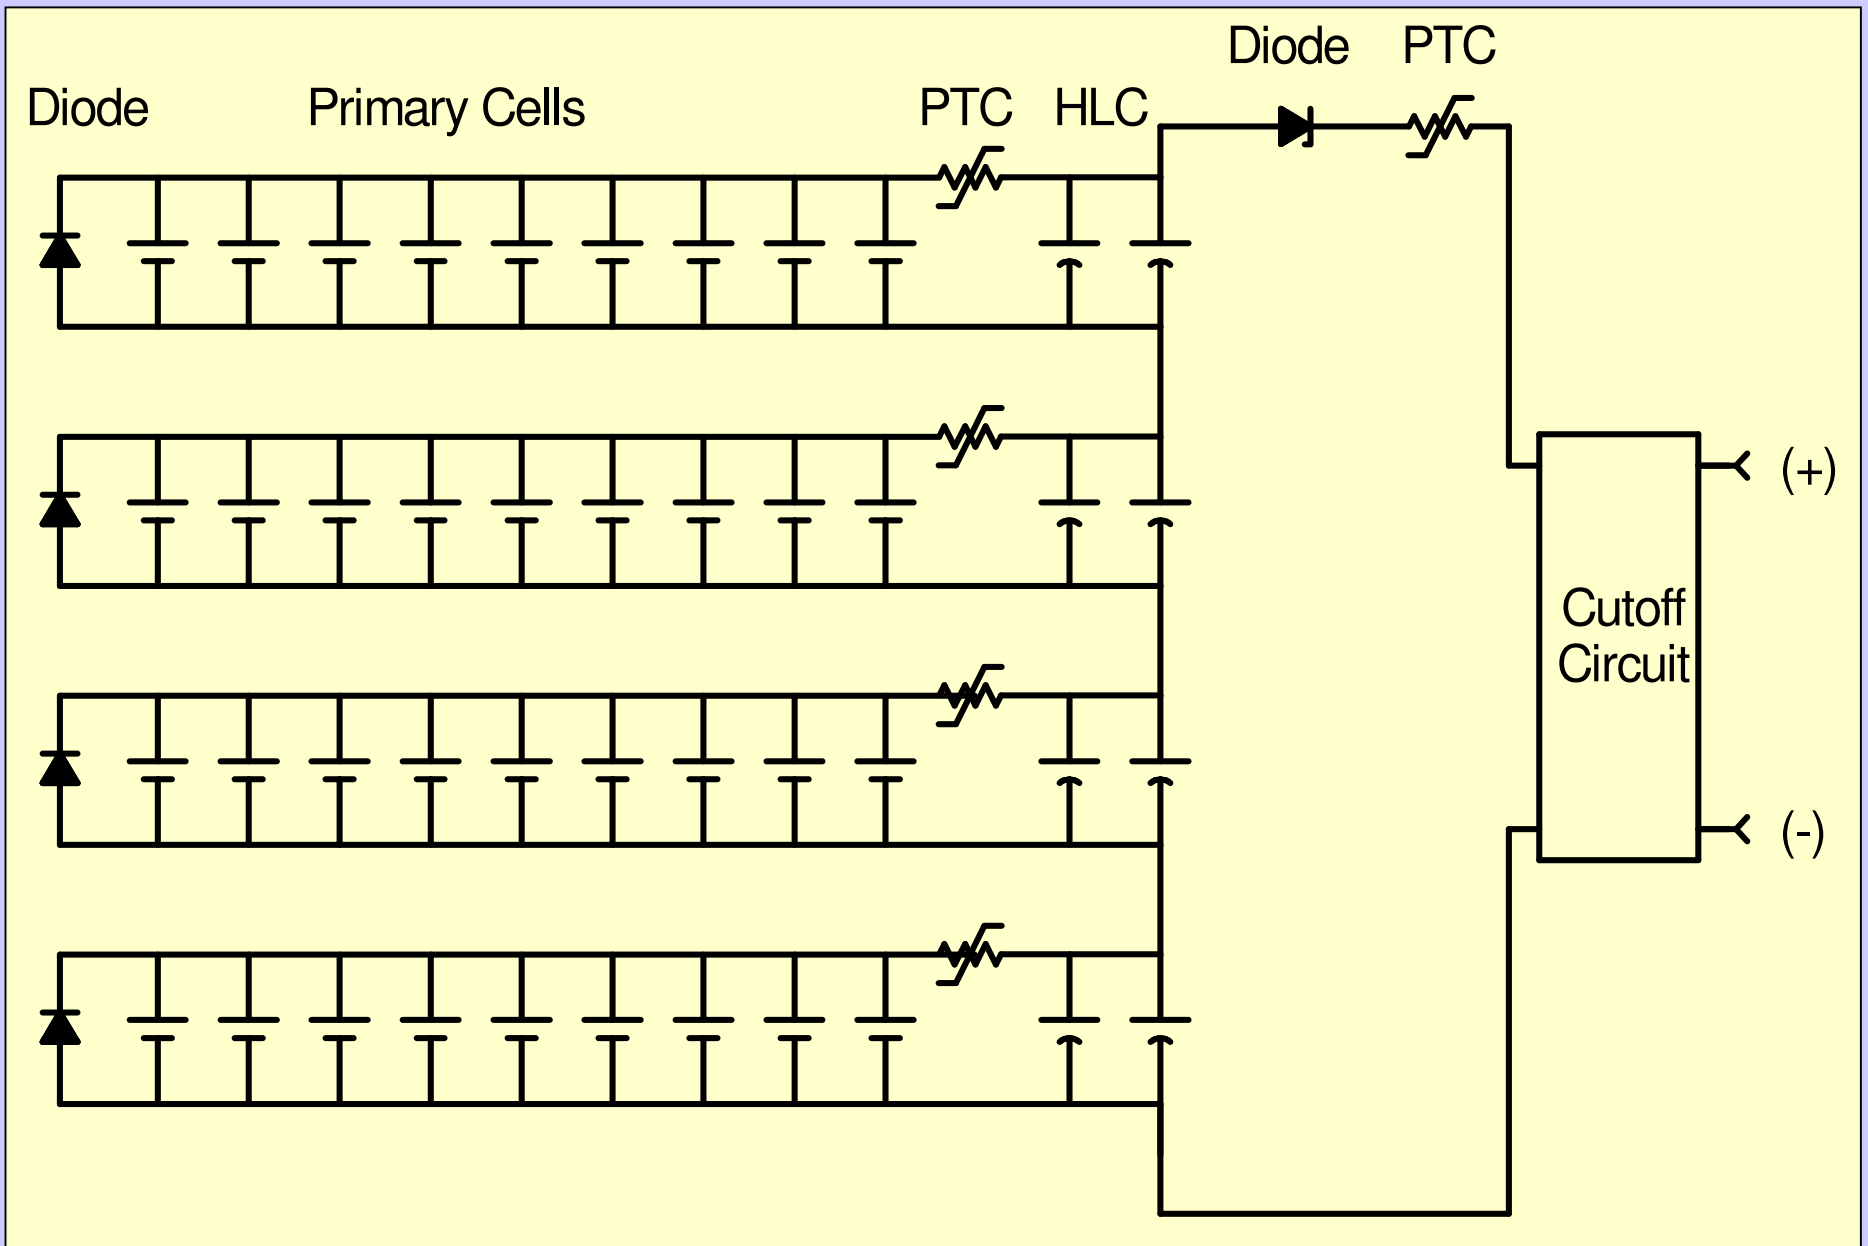 Diode PTC
Diode Primary Cells PTC HLC
(+)
Cutoff
Circuit
(-)